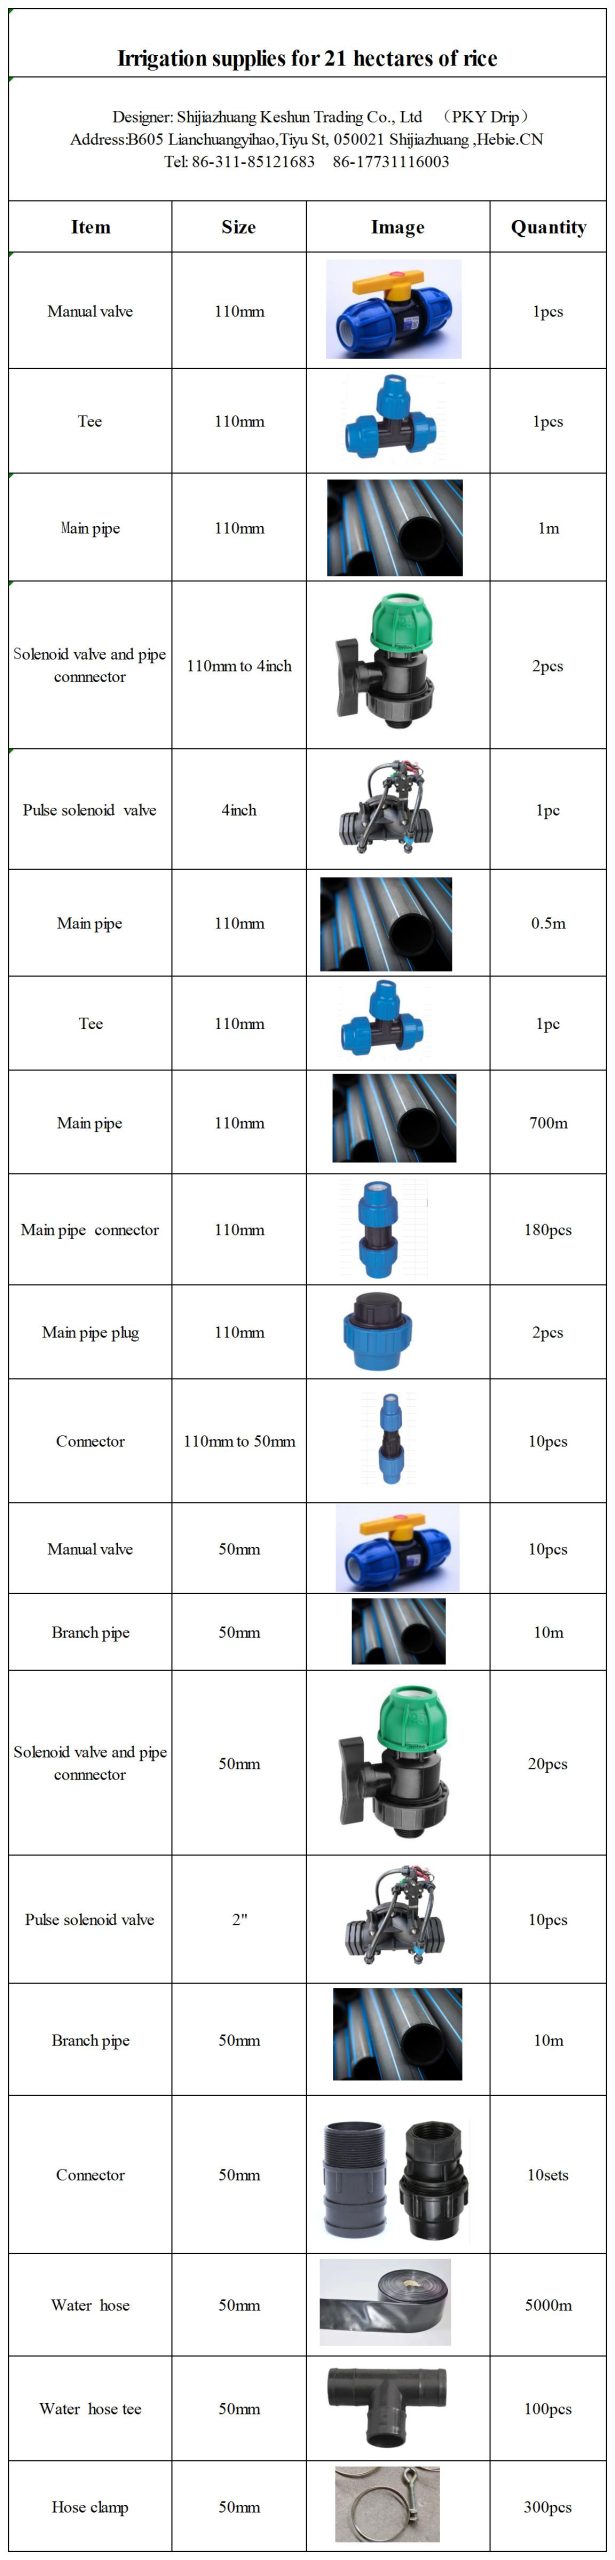 Irrigation supplies for 21 hectares of rice
Designer: Shijiazhuang Keshun Trading Co., Ltd （PKY Drip）
Address:B605 Lianchuangyihao,Tiyu St, 050021 Shijiazhuang ,Hebie.CN
Tel: 86-311-85121683 86-17731116003
Item Size Image Quantity
Manual valve 110mm 1pcs
Tee 110mm 1pcs
Main pipe 110mm 1m
Solenoid valve and pipe
connnector 110mm to 4inch 2pcs
Pulse solenoid valve 4inch 1pc
Main pipe 110mm 0.5m
Tee 110mm 1pc
Main pipe 110mm 700m
Main pipe connector 110mm 180pcs
Main pipe plug 110mm 2pcs
Connector 110mm to 50mm 10pcs
Manual valve 50mm 10pcs
Branch pipe 50mm 10m
Solenoid valve and pipe
connnector 50mm 20pcs
Pulse solenoid valve 2" 10pcs
Branch pipe 50mm 10m
Connector 50mm 10sets
Water hose 50mm 5000m
Water hose tee 50mm 100pcs
Hose clamp 50mm 300pcs